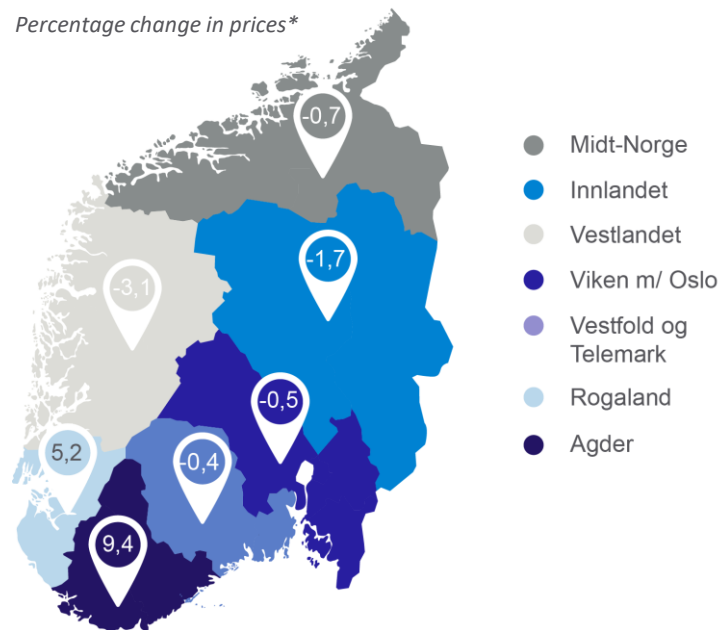 Percentage change in prices*
-0,7
-1,7
-3,1
-0,5
5,2
-0,4
9,4
Midt-Norge
Innlandet
Vestlandet
Viken m/ Oslo
Vestfold og
Telemark
Rogaland
Agder